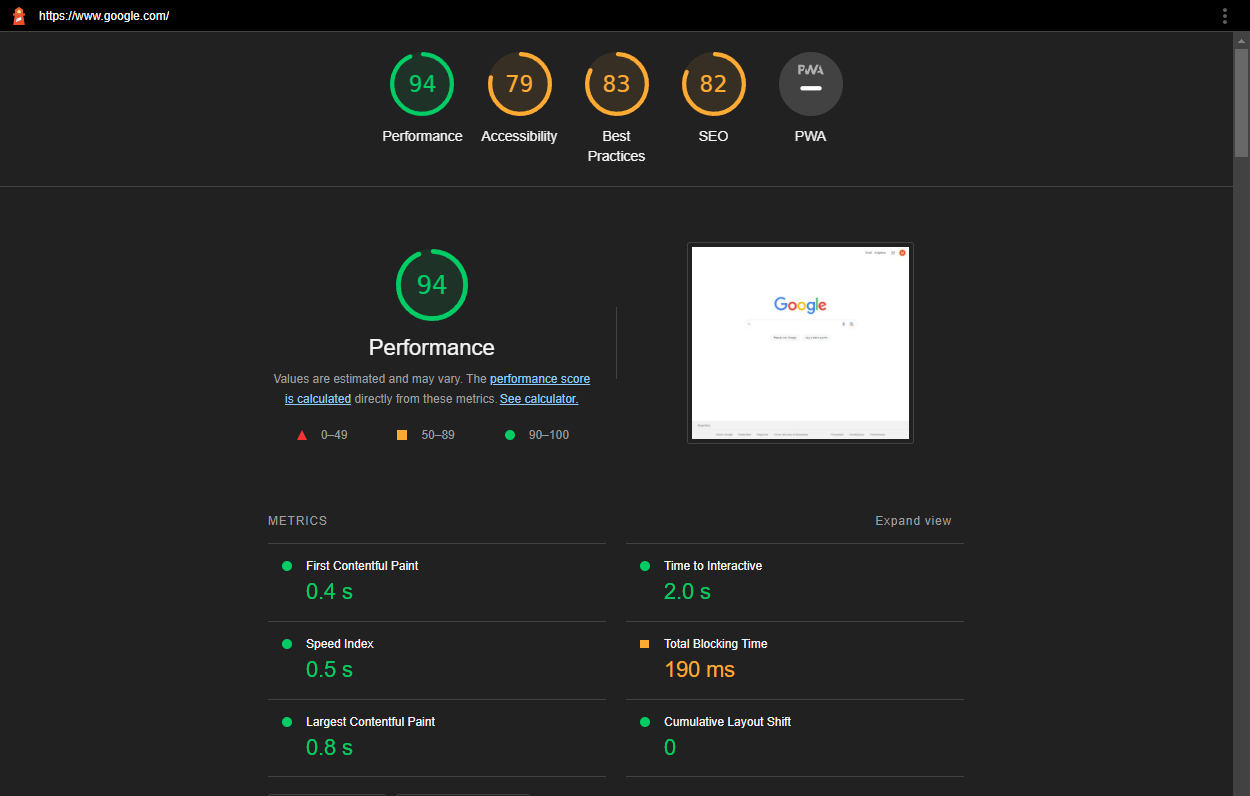 https://www.google.com/
94
79
83
82
PWA
Performance
Accessibility
Best
Practices
SEO
PWA
94
Performance
Values are estimated and may vary. The performance score
is calculated directly from these metrics. See calculator.
0–49
50–89
90–100
Google
METRICS
Expand view
First Contentful Paint
0.4 s
Time to Interactive
2.0 s
Speed Index
0.5 s
Total Blocking Time
190 ms
Largest Contentful Paint
0.8 s
Cumulative Layout Shift
0